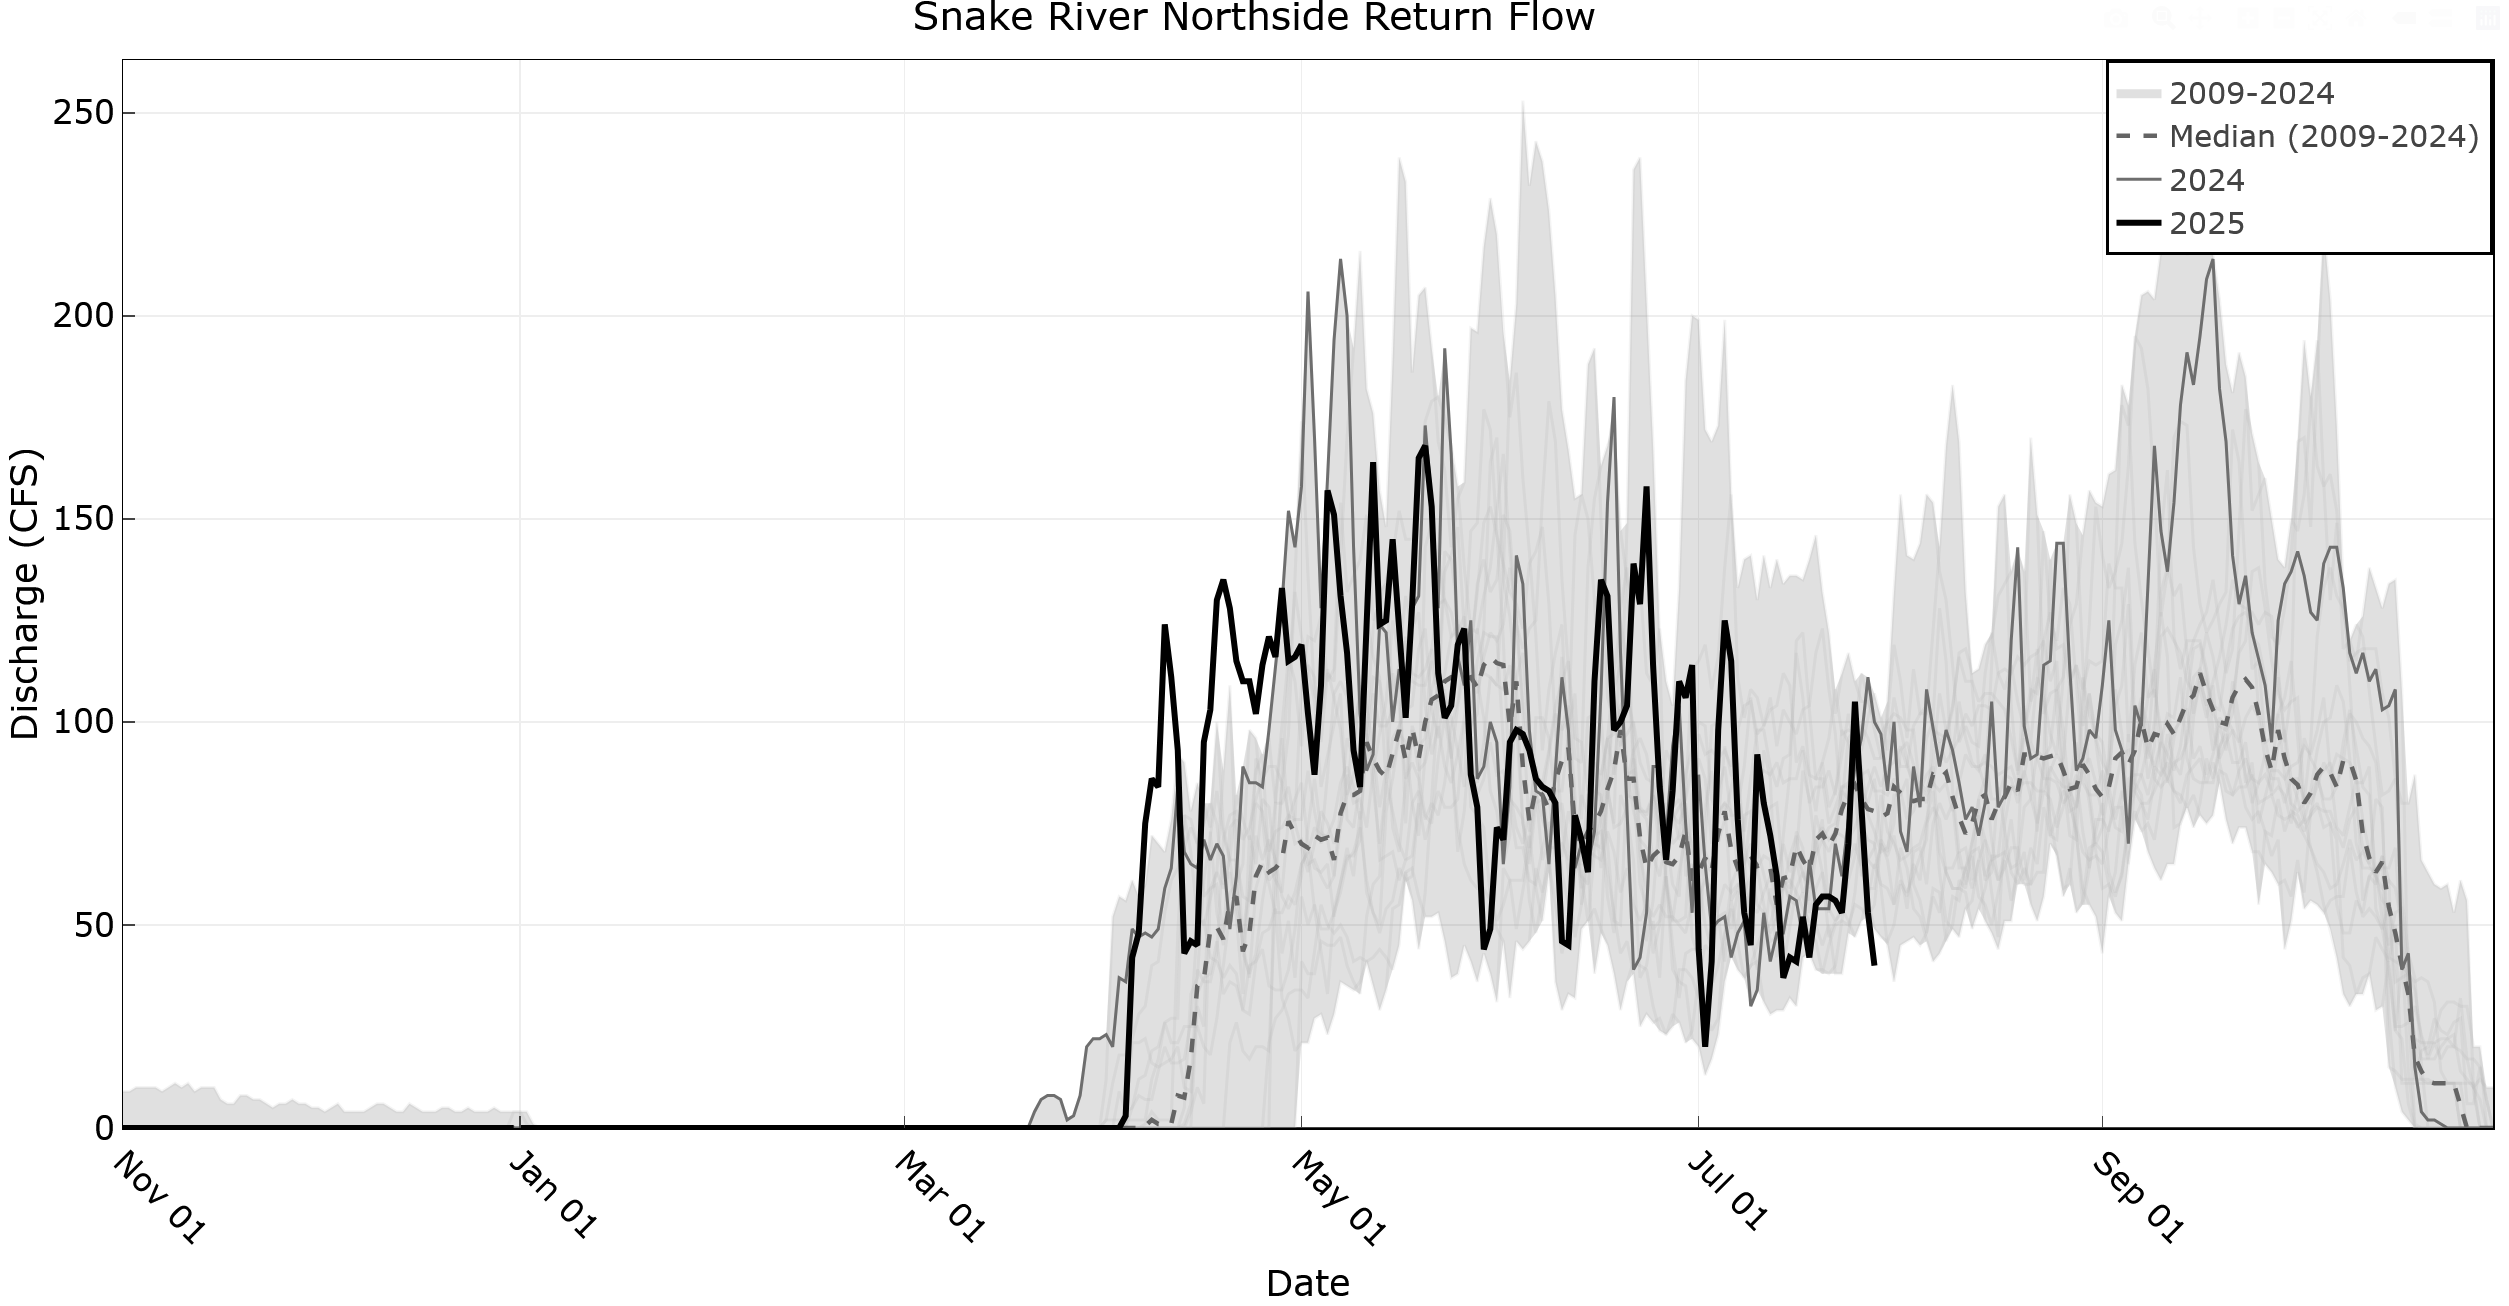 Snake River Northside Return Flow
2009-2024
Median (2009-2024)
2024
2025
Discharge (CFS)
250
200
150
100
50
0
Nov 01
Jan 01
Mar 01
May 01
Jul 01
Sep 01
Date